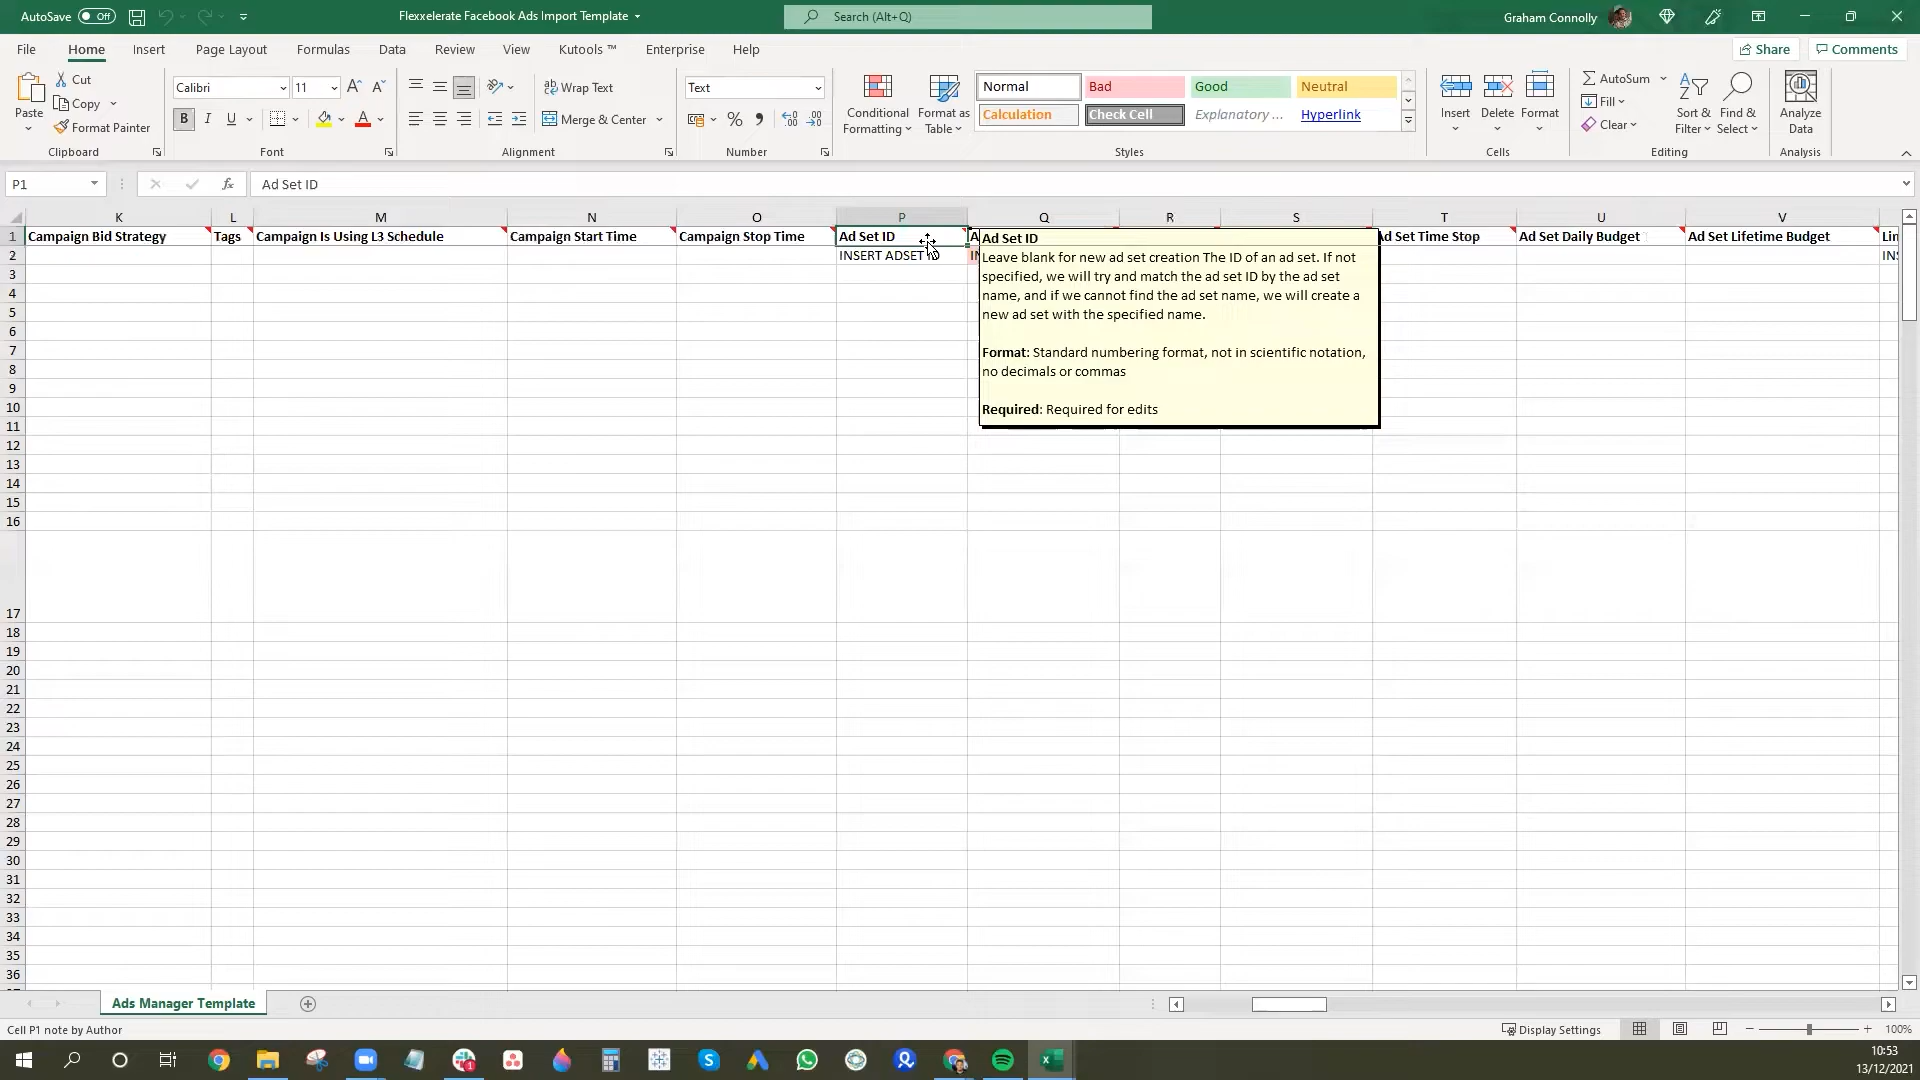 AutoSave Off
Flexxelerate Facebook Ads Import Template
Search (Alt+Q)
Graham Connolly
File Home Insert Page Layout Formulas Data Review View Kutools ™ Enterprise Help
Share Comments
Paste
Cut
Copy
Format Painter
Clipboard
Calibri 11
B I U
Font
Wrap Text
Merge & Center
Alignment
Text
Number
Conditional Formatting
Format as Table
Normal Bad Good Neutral
Calculation Check Cell Explanatory ... Hyperlink
Styles
Insert Delete Format
Cells
AutoSum
Fill
Clear
Sort & Filter
Find & Select
Editing
Analyze Data
Analysis
P1 fx Ad Set ID
K L M N O P Q R S T U V
1 Campaign Bid Strategy Tags Campaign Is Using L3 Schedule Campaign Start Time Campaign Stop Time Ad Set ID Ad Set Time Stop Ad Set Daily Budget Ad Set Lifetime Budget
2 INSERT ADSET ID
Ad Set ID
Leave blank for new ad set creation The ID of an ad set. If not
specified, we will try and match the ad set ID by the ad set
name, and if we cannot find the ad set name, we will create a
new ad set with the specified name.
Format: Standard numbering format, not in scientific notation,
no decimals or commas
Required: Required for edits
3
4
5
6
7
8
9
10
11
12
13
14
15
16
17
18
19
20
21
22
23
24
25
26
27
28
29
30
31
32
33
34
35
36
Ads Manager Template
Cell P1 note by Author
Display Settings
100%
10:53
13/12/2021